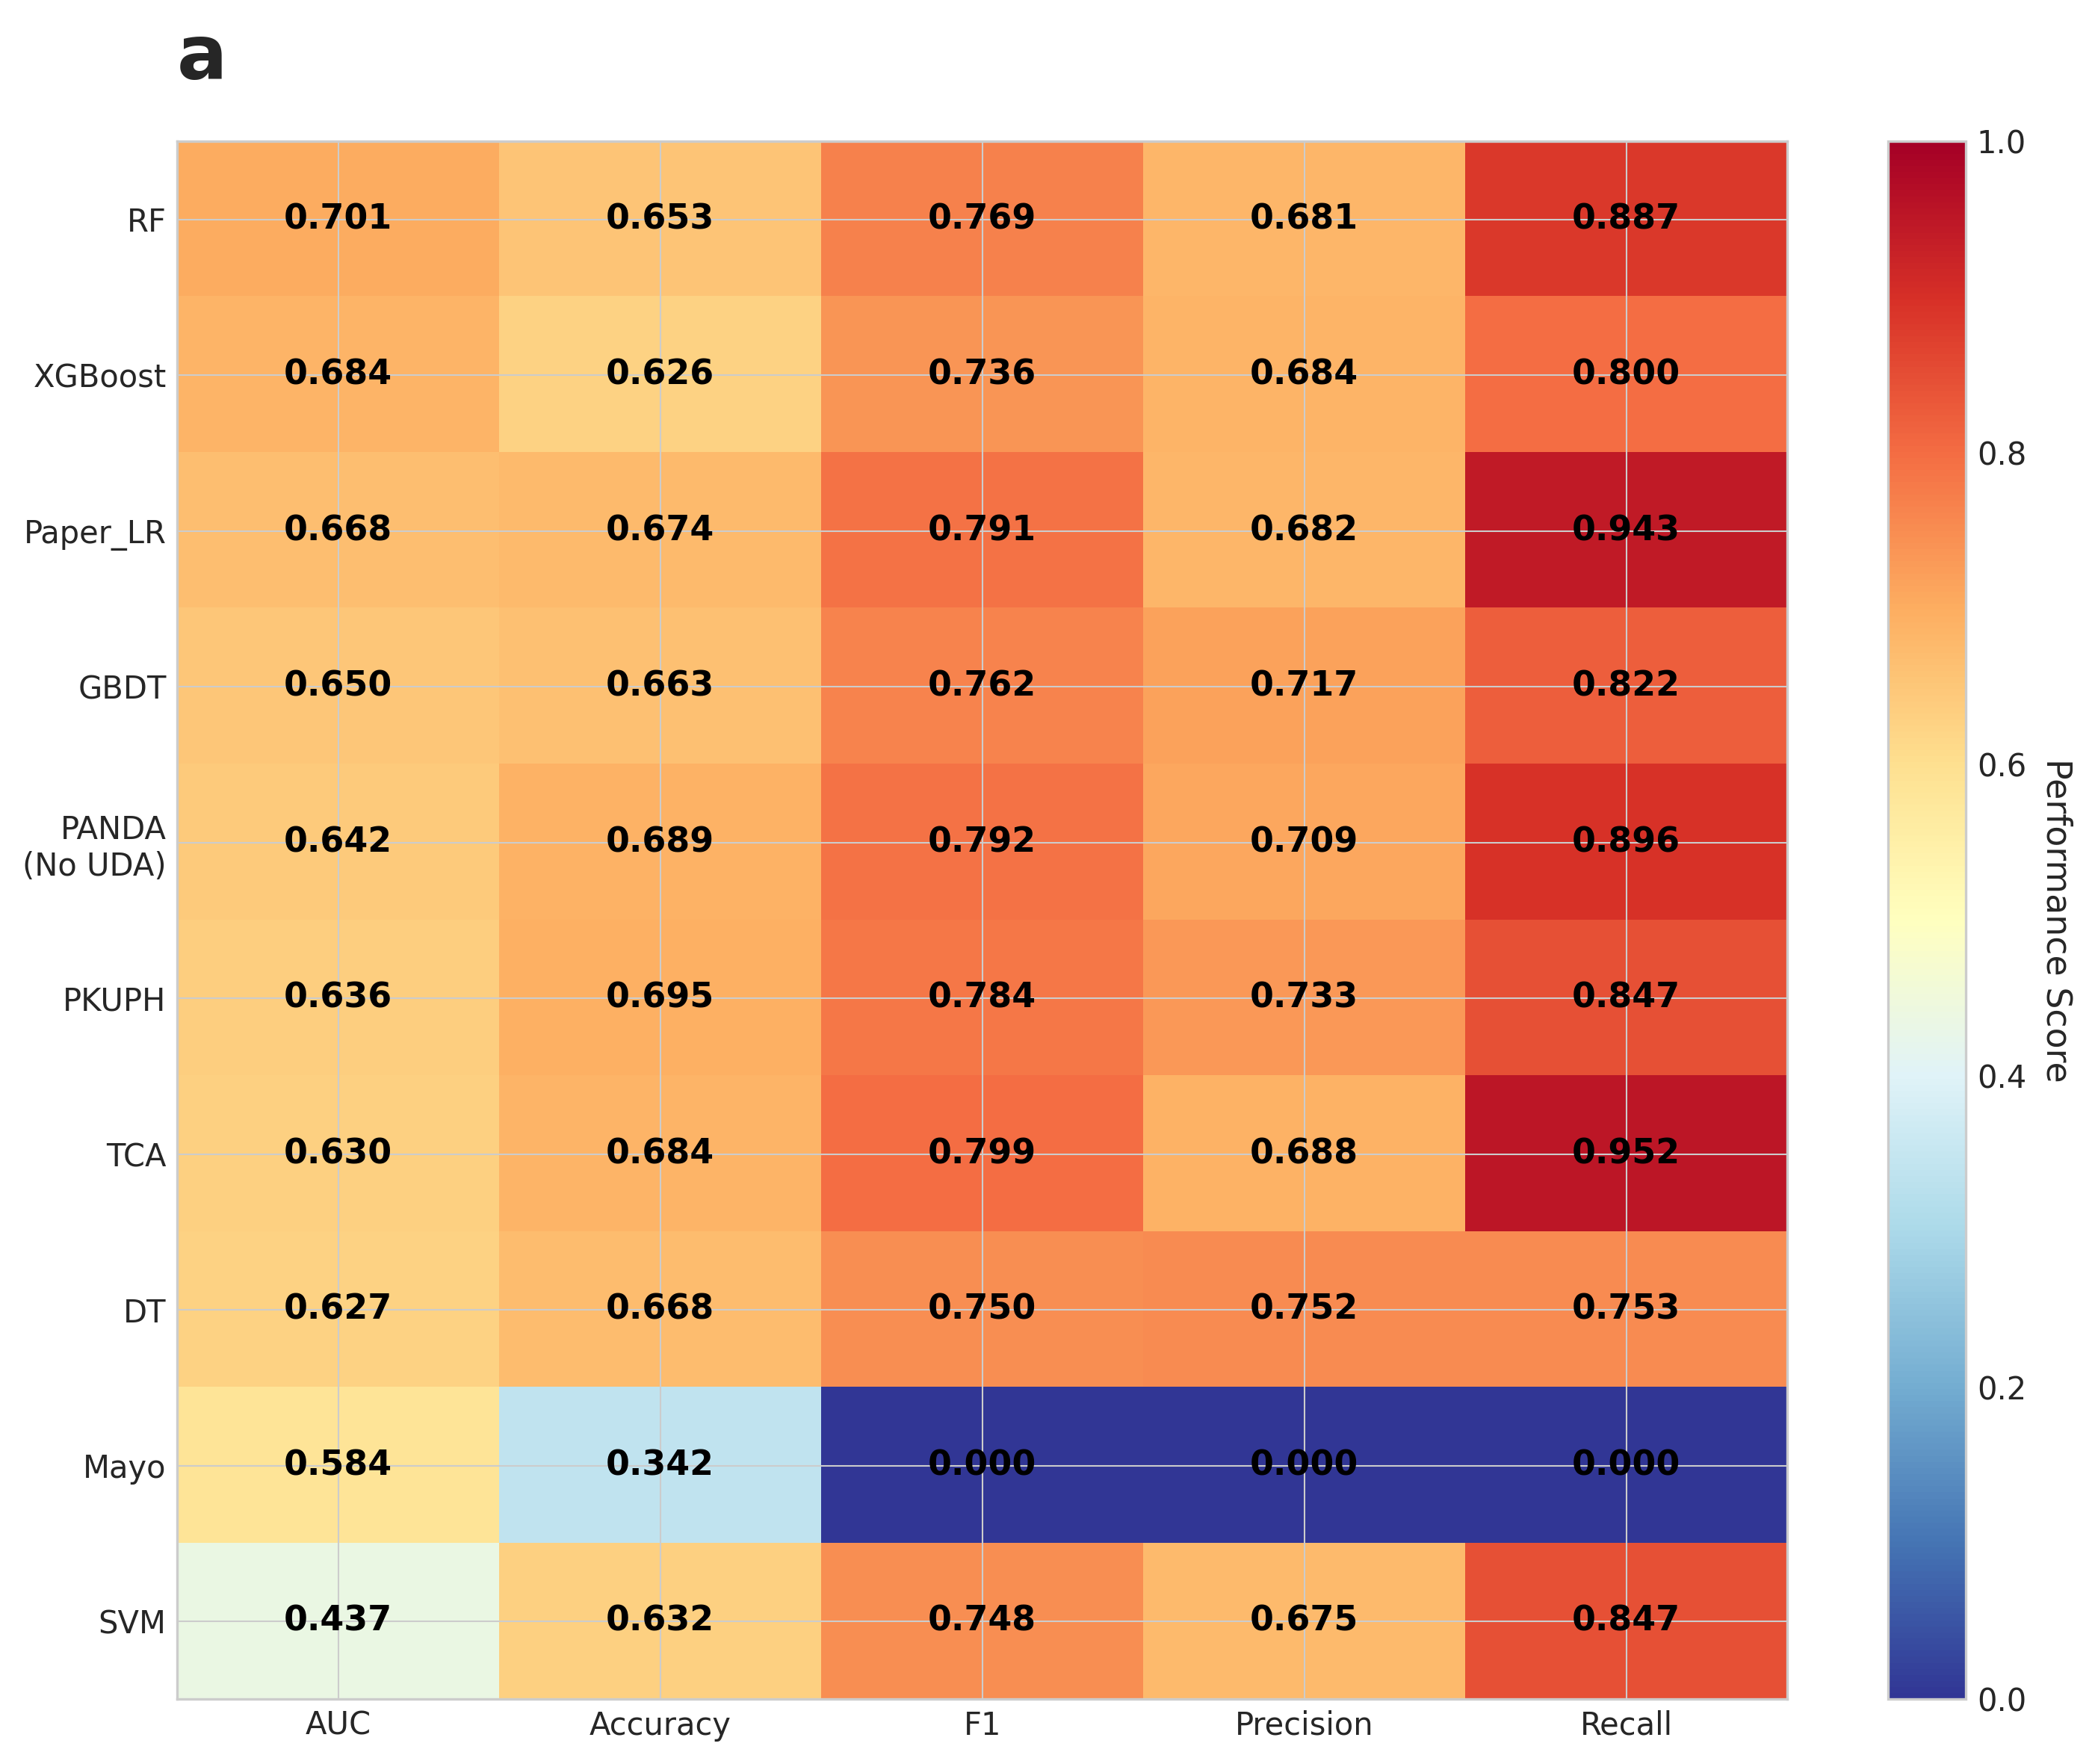 a
RF 0.701 0.653 0.769 0.681 0.887
XGBoost 0.684 0.626 0.736 0.684 0.800
Paper_LR 0.668 0.674 0.791 0.682 0.943
GBDT 0.650 0.663 0.762 0.717 0.822
PANDA
(No UDA) 0.642 0.689 0.792 0.709 0.896
PKUPH 0.636 0.695 0.784 0.733 0.847
TCA 0.630 0.684 0.799 0.688 0.952
DT 0.627 0.668 0.750 0.752 0.753
Mayo 0.584 0.342 0.000 0.000 0.000
SVM 0.437 0.632 0.748 0.675 0.847
AUC Accuracy F1 Precision Recall
1.0
0.8
0.6
0.4
0.2
0.0
Performance Score